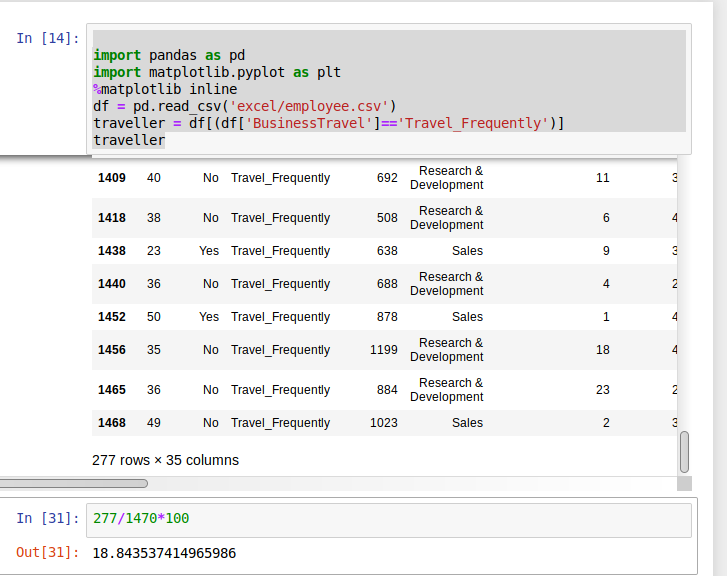 In [14]:
import pandas as pd
import matplotlib.pyplot as plt
%matplotlib inline
df = pd.read_csv('excel/employee.csv')
traveller = df[(df['BusinessTravel']=='Travel_Frequently')]
traveller
1409 40 No Travel_Frequently 692 Research & Development 11 3
1418 38 No Travel_Frequently 508 Research & Development 6 4
1438 23 Yes Travel_Frequently 638 Sales 9 3
1440 36 No Travel_Frequently 688 Research & Development 4 2
1452 50 Yes Travel_Frequently 878 Sales 1 4
1456 35 No Travel_Frequently 1199 Research & Development 18 4
1465 36 No Travel_Frequently 884 Research & Development 23 2
1468 49 No Travel_Frequently 1023 Sales 2 3
277 rows × 35 columns
In [31]: 277/1470*100
Out[31]: 18.843537414965986